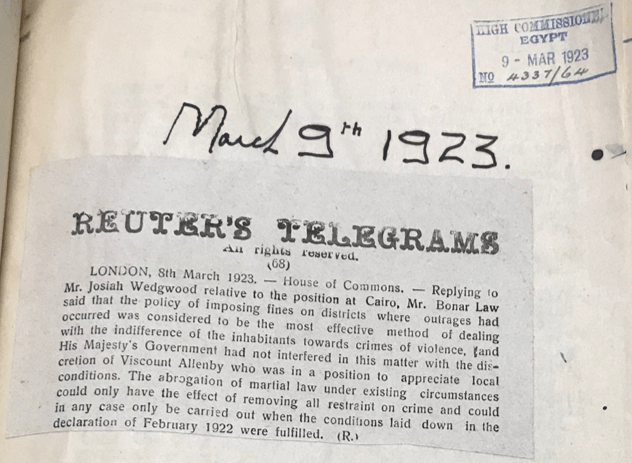 HIGH COMMISSIONER
EGYPT
9 - MAR 1923
No 4337/64
March 9th 1923.
REUTER'S TELEGRAMS
All rights reserved.
(68)
LONDON, 8th March 1923. — House of Commons. — Replying to
Mr. Josiah Wedgwood relative to the position at Cairo, Mr. Bonar Law
said that the policy of imposing fines on districts where outrages had
occurred was considered to be the most effective method of dealing
with the indifference of the inhabitants towards crimes of violence, and
His Majesty's Government had not interfered in this matter with the dis-
cretion of Viscount Allenby who was in a position to appreciate local
conditions. The abrogation of martial law under existing circumstances
could only have the effect of removing all restraint on crime and could
in any case only be carried out when the conditions laid down in the
declaration of February 1922 were fulfilled. (R.)